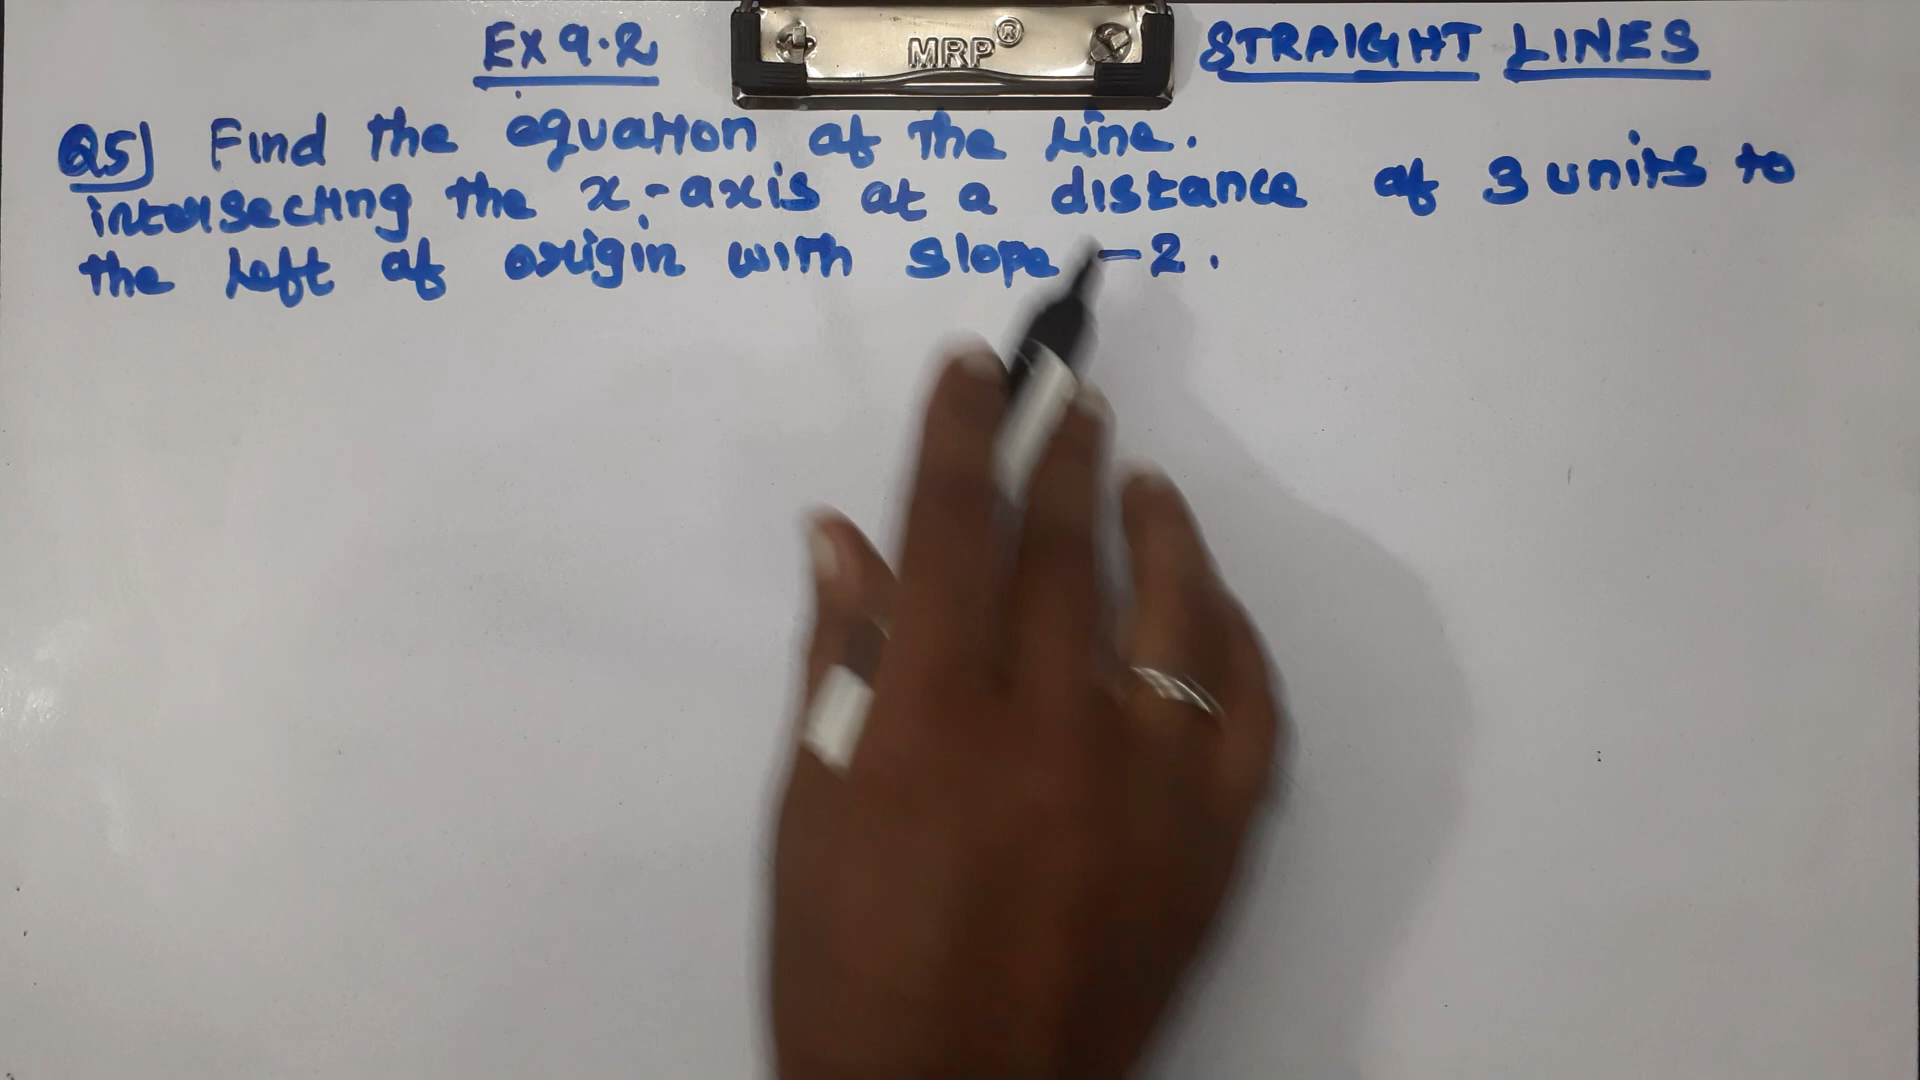 Ex 9.2
MRP®
STRAIGHT LINES
Q5) Find the equation of the line.
intersecting the x-axis at a distance of 3 units to
the left of origin with slope -2.